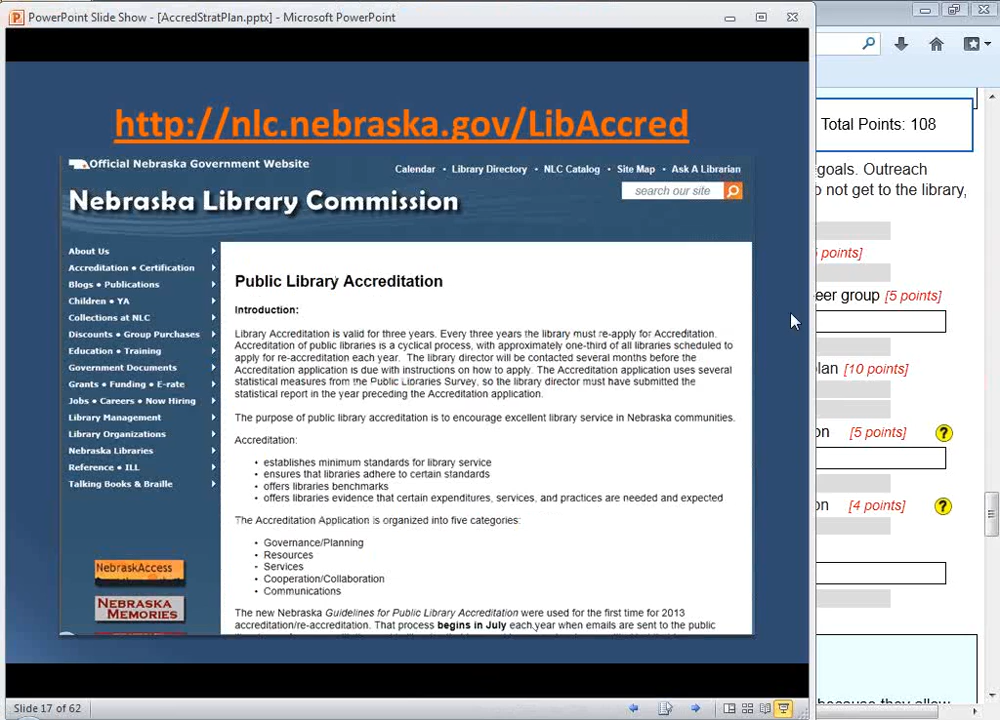 PowerPoint Slide Show - [AccredStratPlan.pptx] - Microsoft PowerPoint
http://nlc.nebraska.gov/LibAccred
Official Nebraska Government Website
Calendar • Library Directory • NLC Catalog • Site Map • Ask A Librarian
Nebraska Library Commission
search our site
About Us
Accreditation • Certification
Blogs • Publications
Children • YA
Collections at NLC
Discounts • Group Purchases
Education • Training
Government Documents
Grants • Funding • E-rate
Jobs • Careers • Now Hiring
Library Management
Library Organizations
Nebraska Libraries
Reference • ILL
Talking Books & Braille
NebraskAccess
NEBRASKA
MEMORIES
Public Library Accreditation
Introduction:
Library Accreditation is valid for three years. Every three years the library must re-apply for Accreditation.
Accreditation of public libraries is a cyclical process, with approximately one-third of all libraries scheduled to
apply for re-accreditation each year. The library director will be contacted several months before the
Accreditation application is due with instructions on how to apply. The Accreditation application uses several
statistical measures from the Public Libraries Survey, so the library director must have submitted the
statistical report in the year preceding the Accreditation application.
The purpose of public library accreditation is to encourage excellent library service in Nebraska communities.
Accreditation:
• establishes minimum standards for library service
• ensures that libraries adhere to certain standards
• offers libraries benchmarks
• offers libraries evidence that certain expenditures, services, and practices are needed and expected
The Accreditation Application is organized into five categories:
• Governance/Planning
• Resources
• Services
• Cooperation/Collaboration
• Communications
The new Nebraska Guidelines for Public Library Accreditation were used for the first time for 2013
accreditation/re-accreditation. That process begins in July each year when emails are sent to the public
Slide 17 of 62
Total Points: 108
goals. Outreach
o not get to the library,
points]
eer group [5 points]
lan [10 points]
on [5 points]
?
on [4 points]
?
because they allow